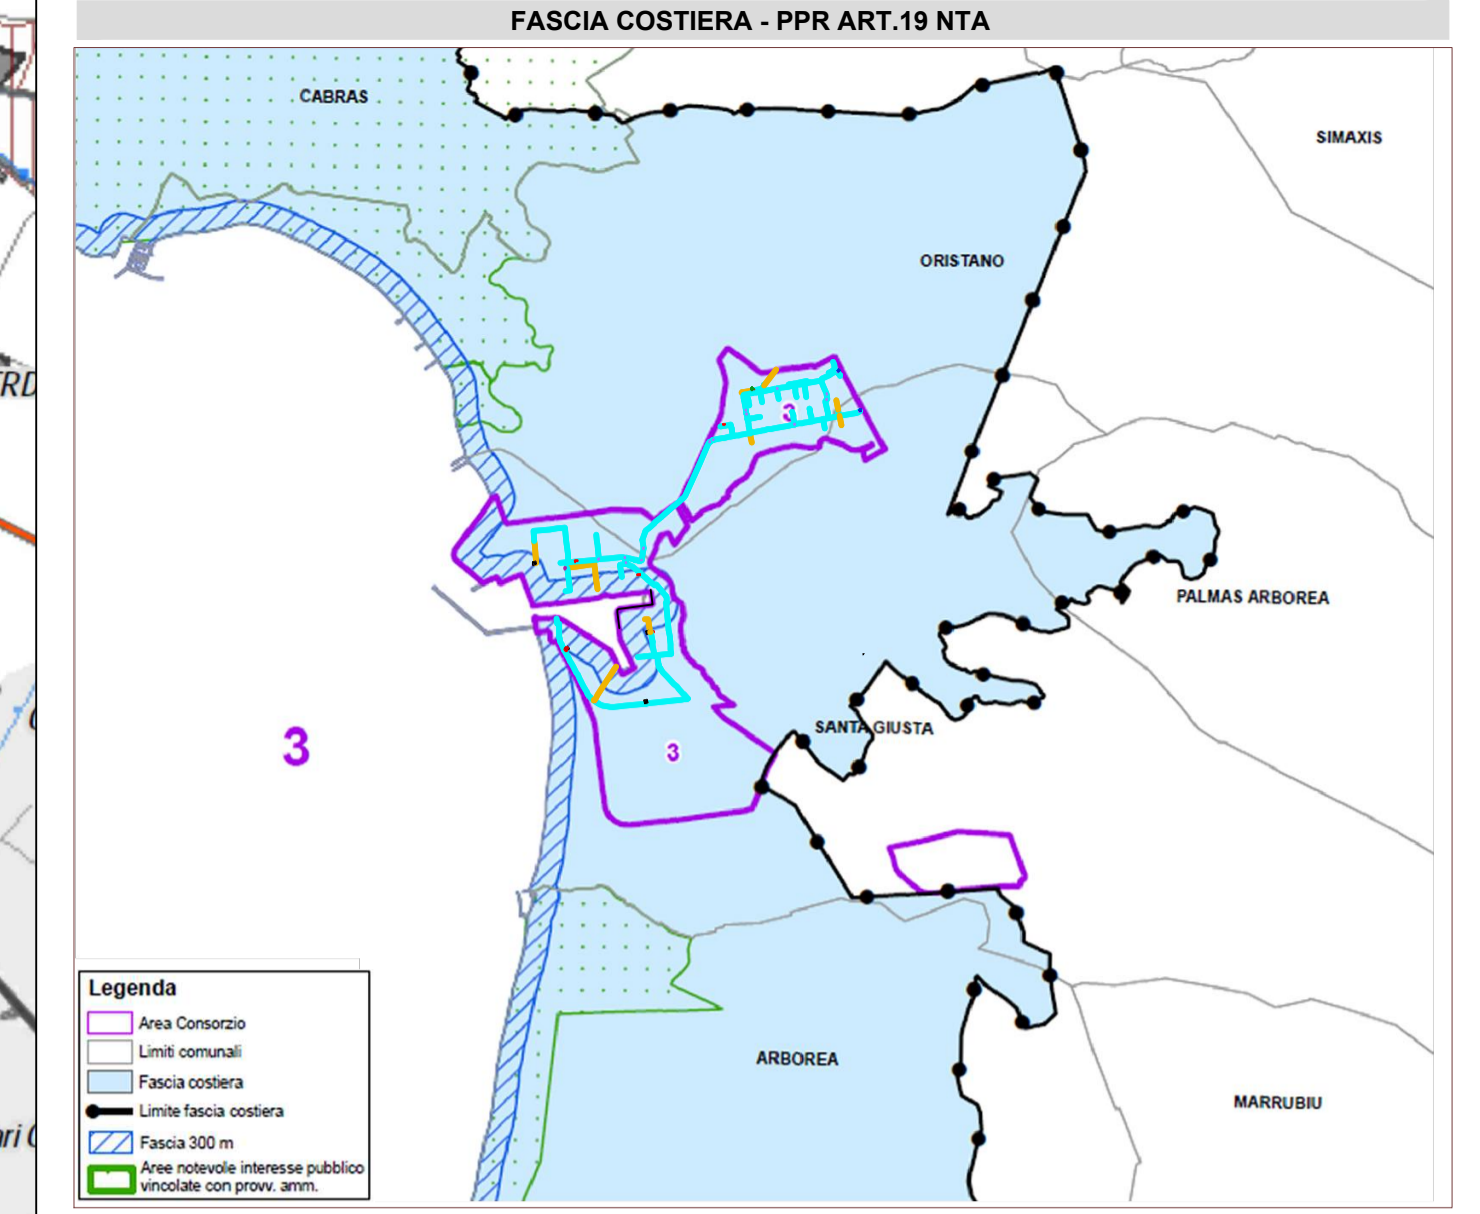 FASCIA COSTIERA - PPR ART.19 NTA
CABRAS
SIMAXIS
ORISTANO
3
PALMAS ARBOREA
SANTA GIUSTA
3
3
ARBOREA
MARRUBIU
Legenda
Area Consorzio
Limiti comunali
Fascia costiera
Limite fascia costiera
Fascia 300 m
Aree notevole interesse pubblico
vincolate con provv. amm.